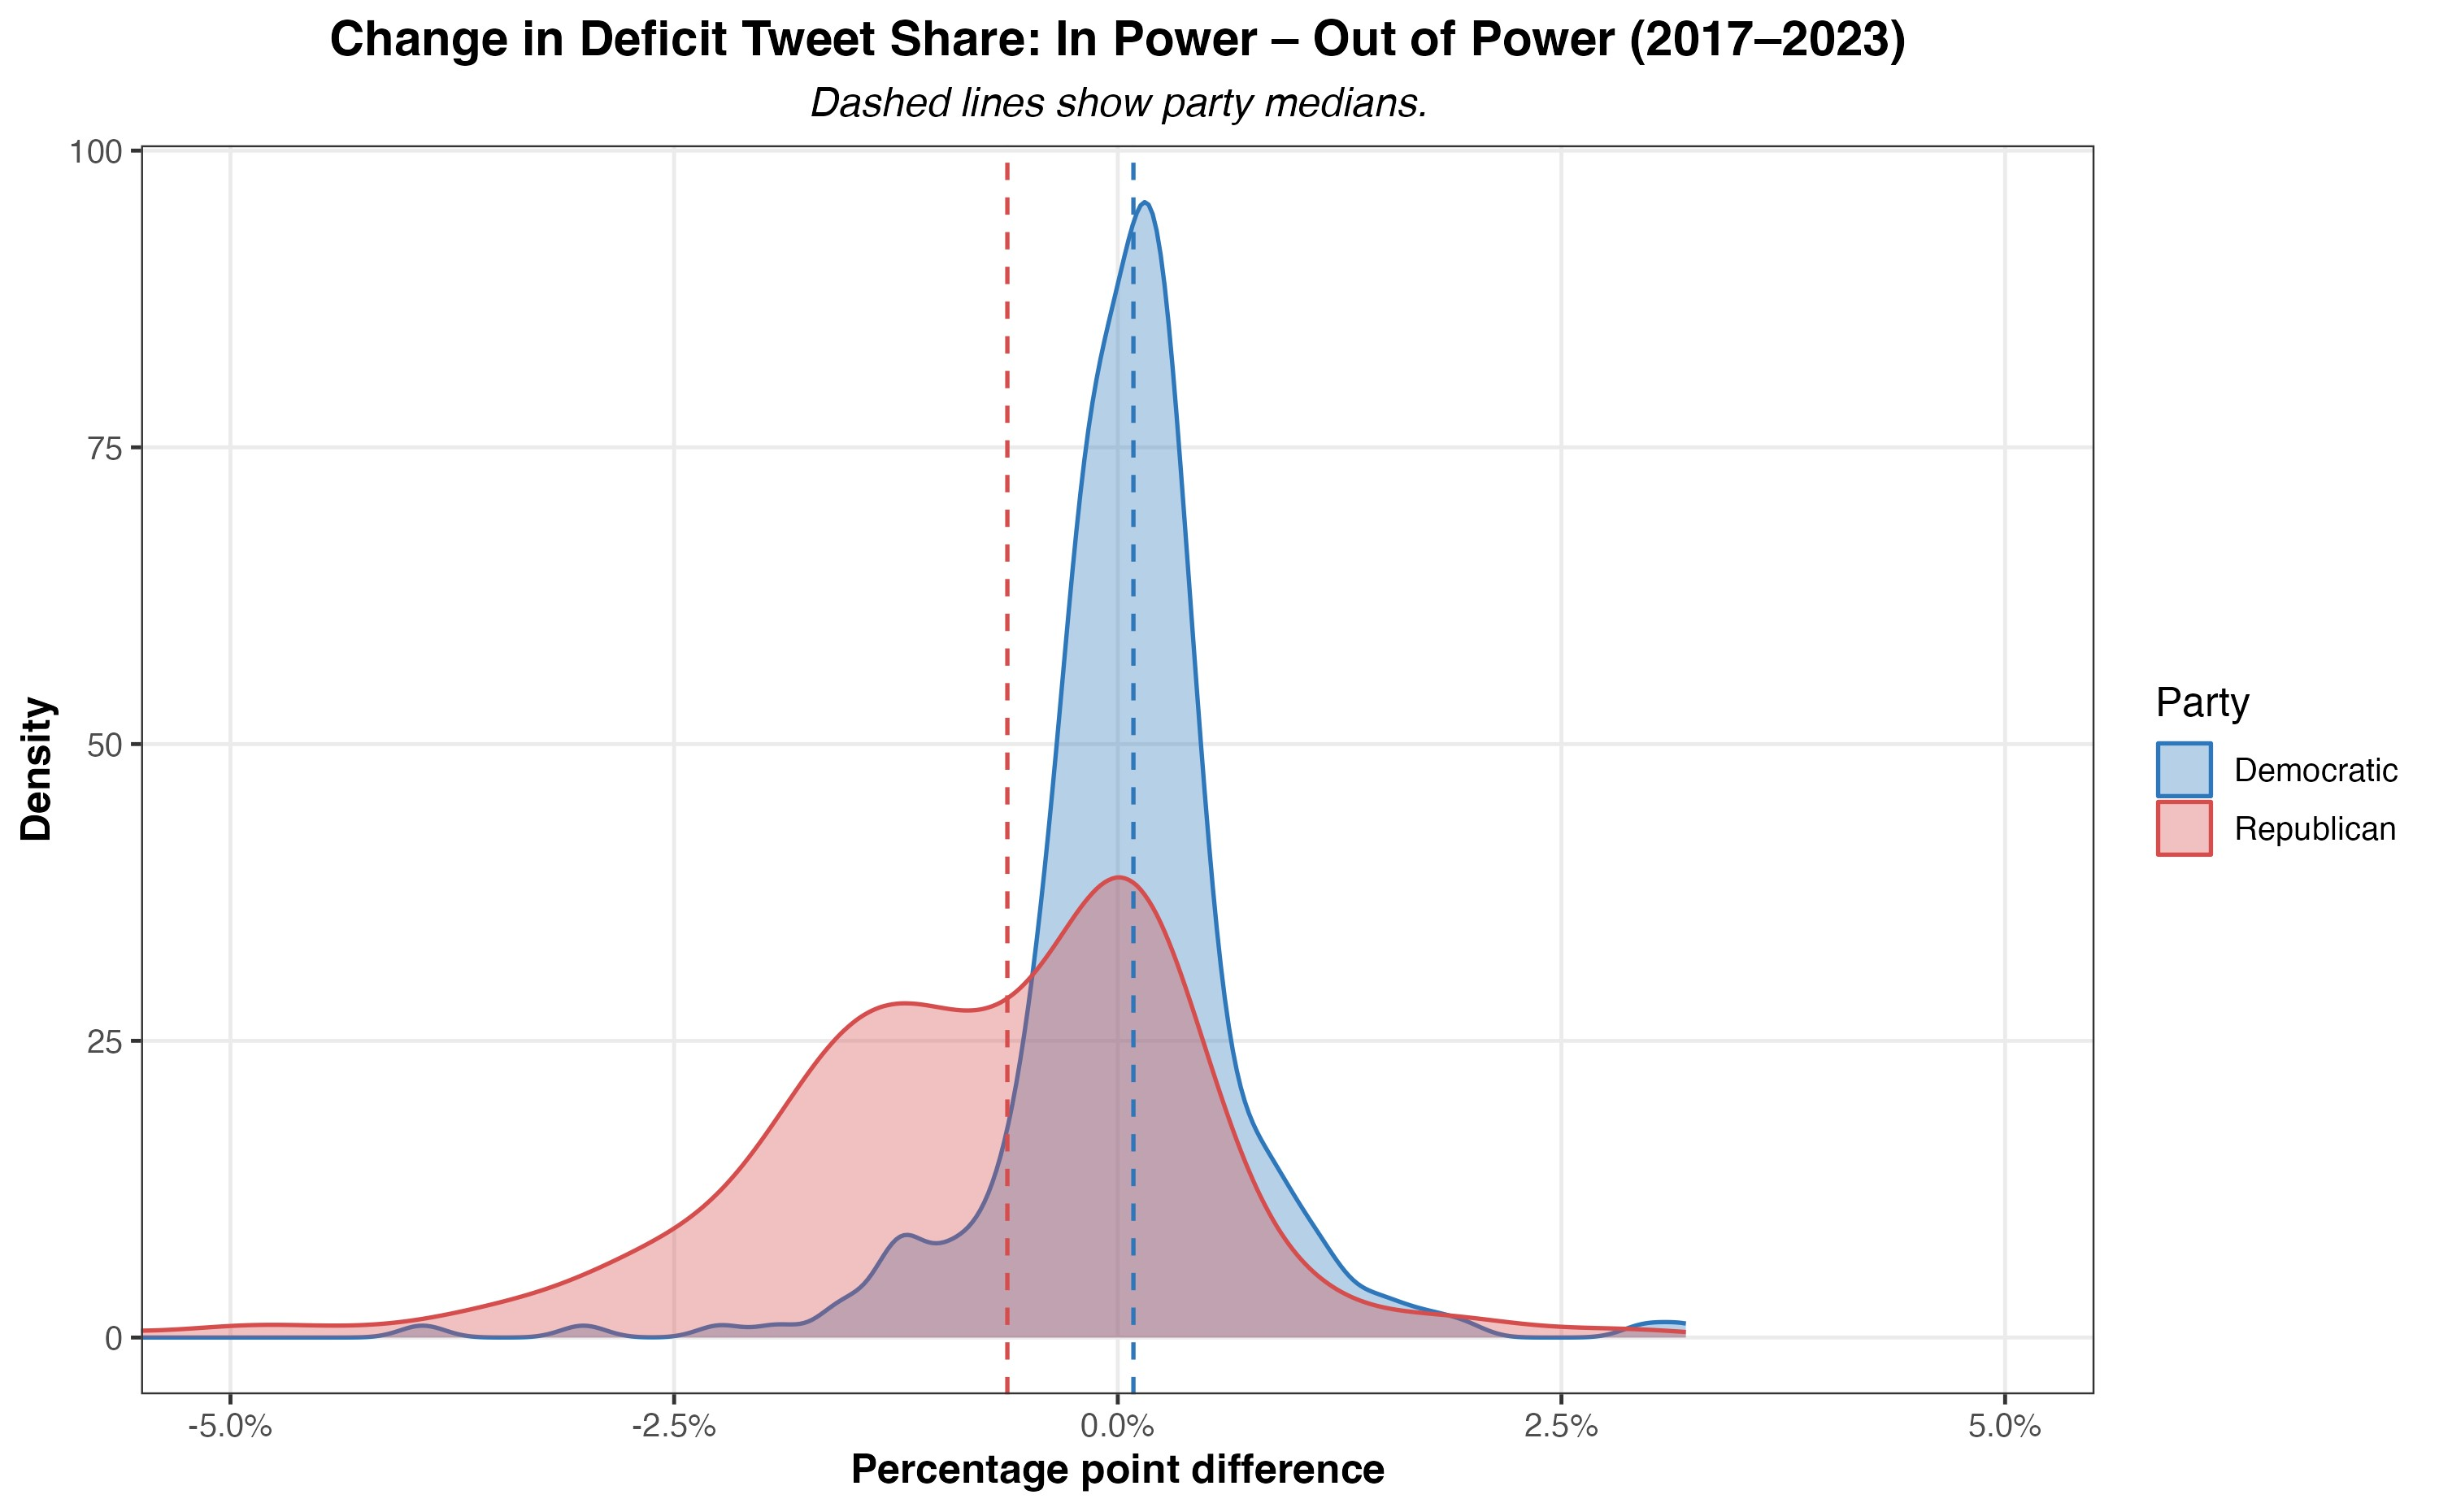 Change in Deficit Tweet Share: In Power – Out of Power (2017–2023)
Dashed lines show party medians.
100
75
50
25
0
Density
-5.0%
-2.5%
0.0%
2.5%
5.0%
Percentage point difference
Party
Democratic
Republican